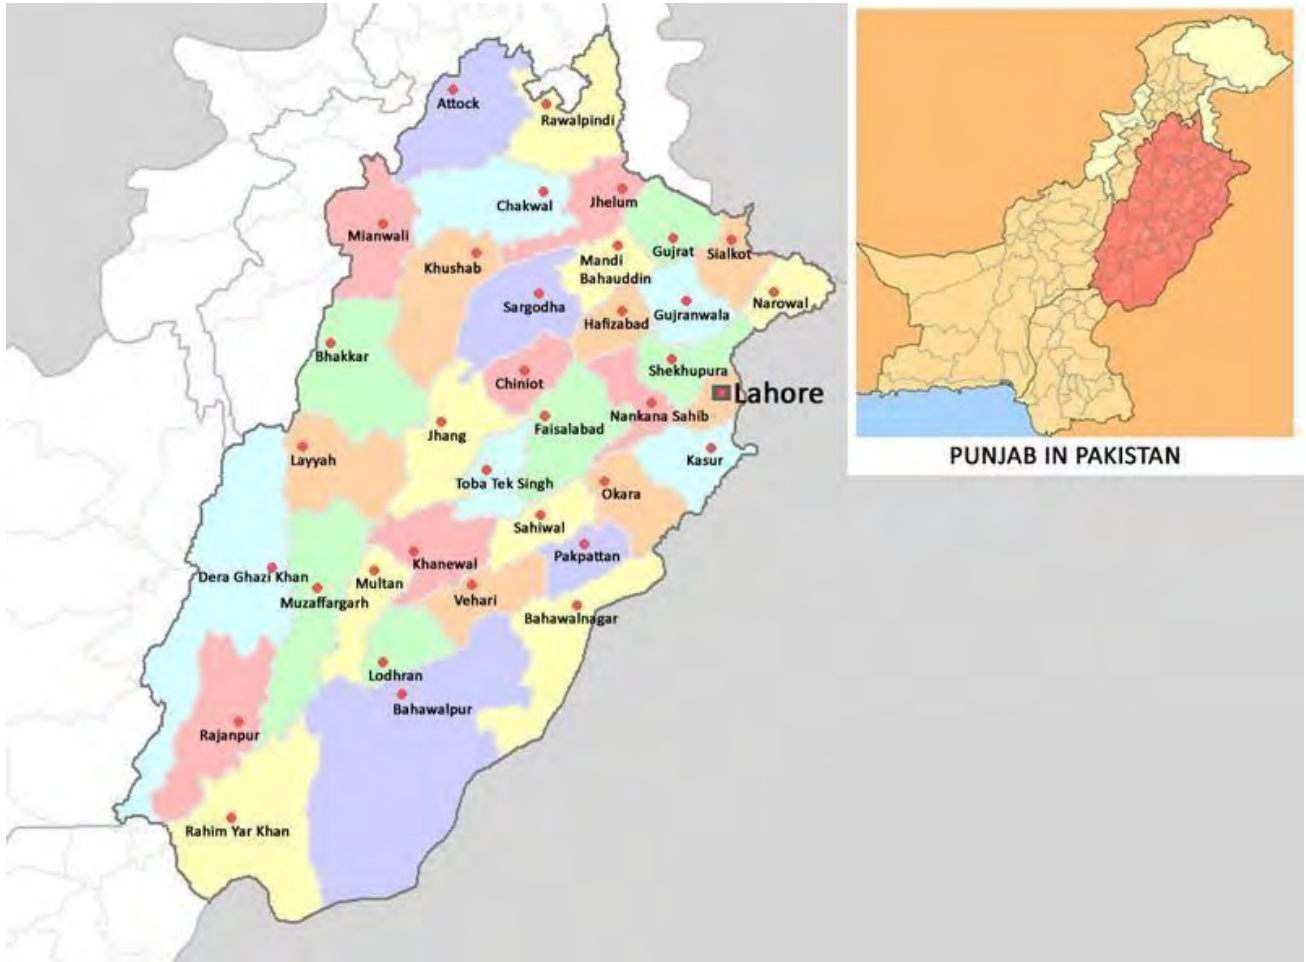 Attock
Rawalpindi
Chakwal
Jhelum
Mianwali
Khushab
Mandi
Bahauddin
Gujrat
Sialkot
Sargodha
Hafizabad
Gujranwala
Narowal
Bhakkar
Chiniot
Shekhupura
Lahore
Jhang
Faisalabad
Nankana Sahib
Layyah
Toba Tek Singh
Okara
Kasur
Sahiwal
Pakpattan
Dera Ghazi Khan
Muzaffargarh
Multan
Khanewal
Vehari
Bahawalnagar
Lodhran
Bahawalpur
Rajanpur
Rahim Yar Khan
PUNJAB IN PAKISTAN